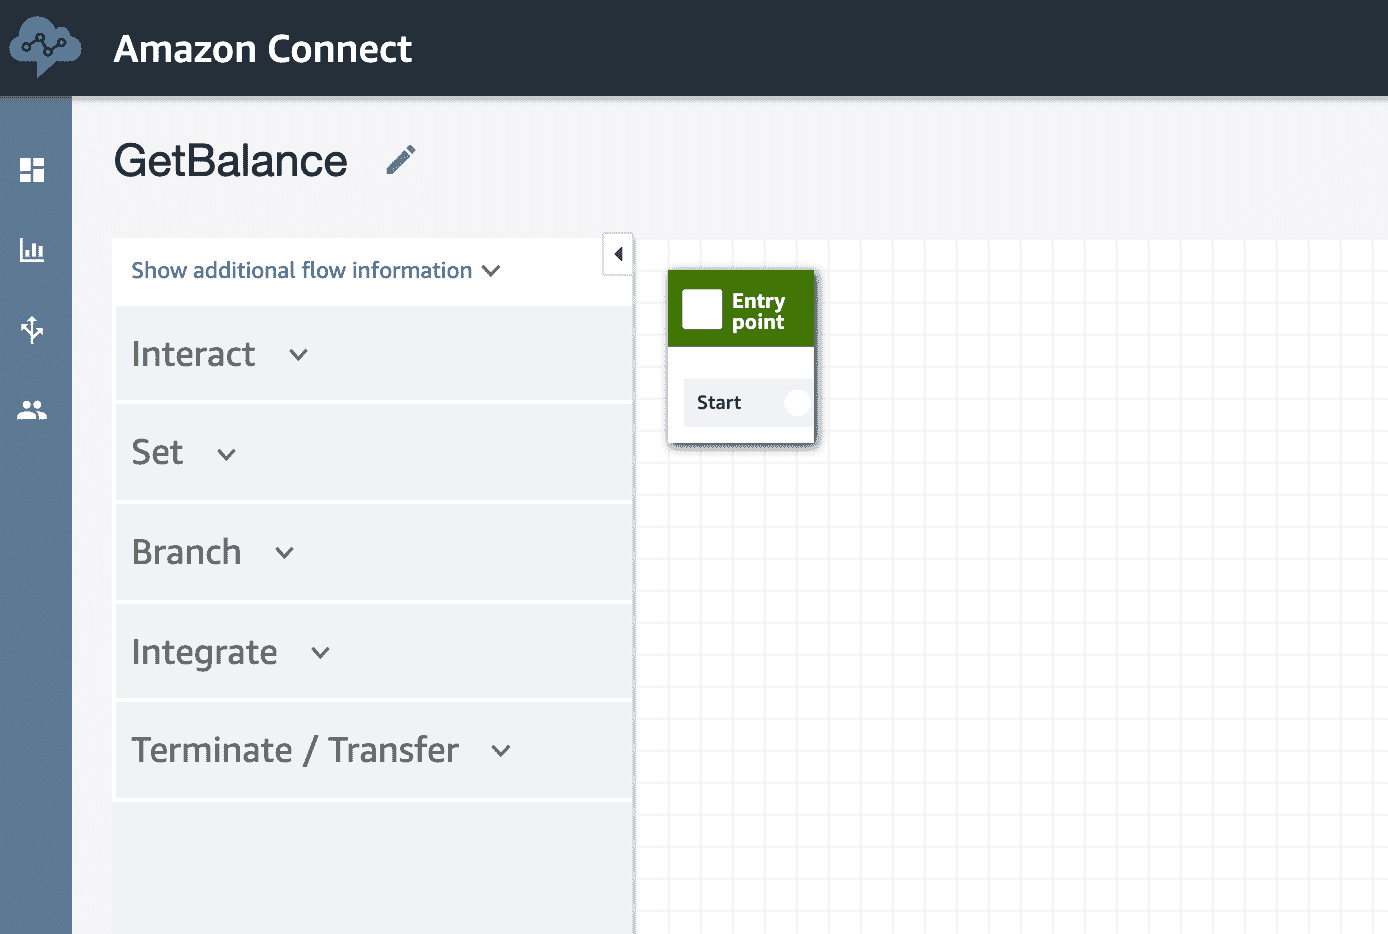 Amazon Connect
GetBalance
Show additional flow information
Interact
Set
Branch
Integrate
Terminate / Transfer
Entry
point
Start